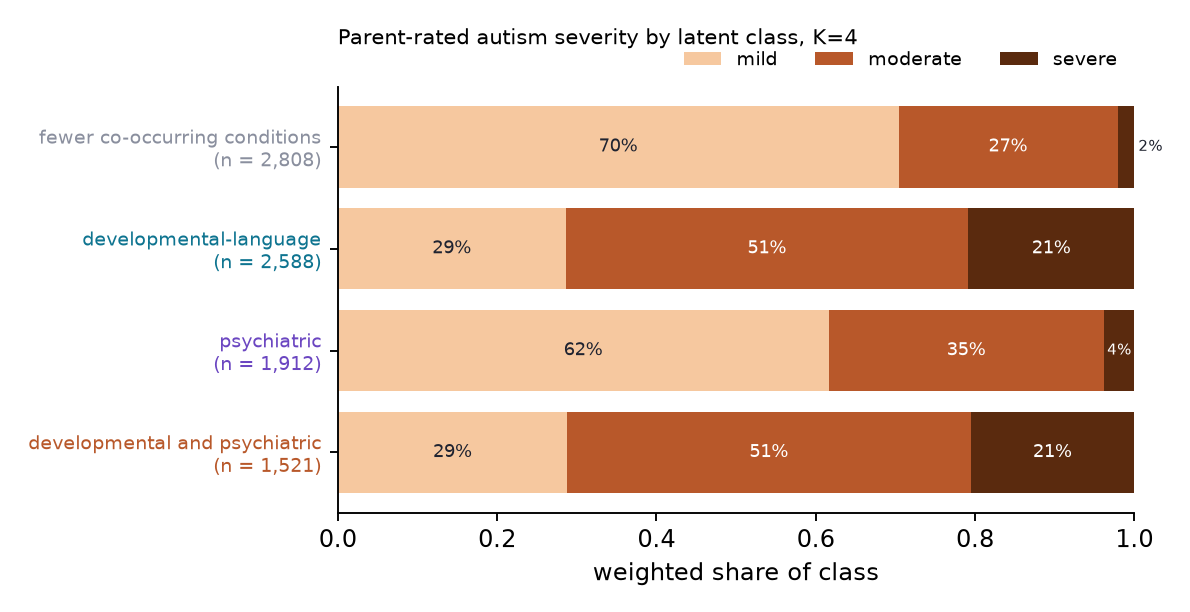 Parent-rated autism severity by latent class, K=4
mild moderate severe
fewer co-occurring conditions
(n = 2,808)
70% 27% 2%
developmental-language
(n = 2,588)
29% 51% 21%
psychiatric
(n = 1,912)
62% 35% 4%
developmental and psychiatric
(n = 1,521)
29% 51% 21%
0.0 0.2 0.4 0.6 0.8 1.0
weighted share of class